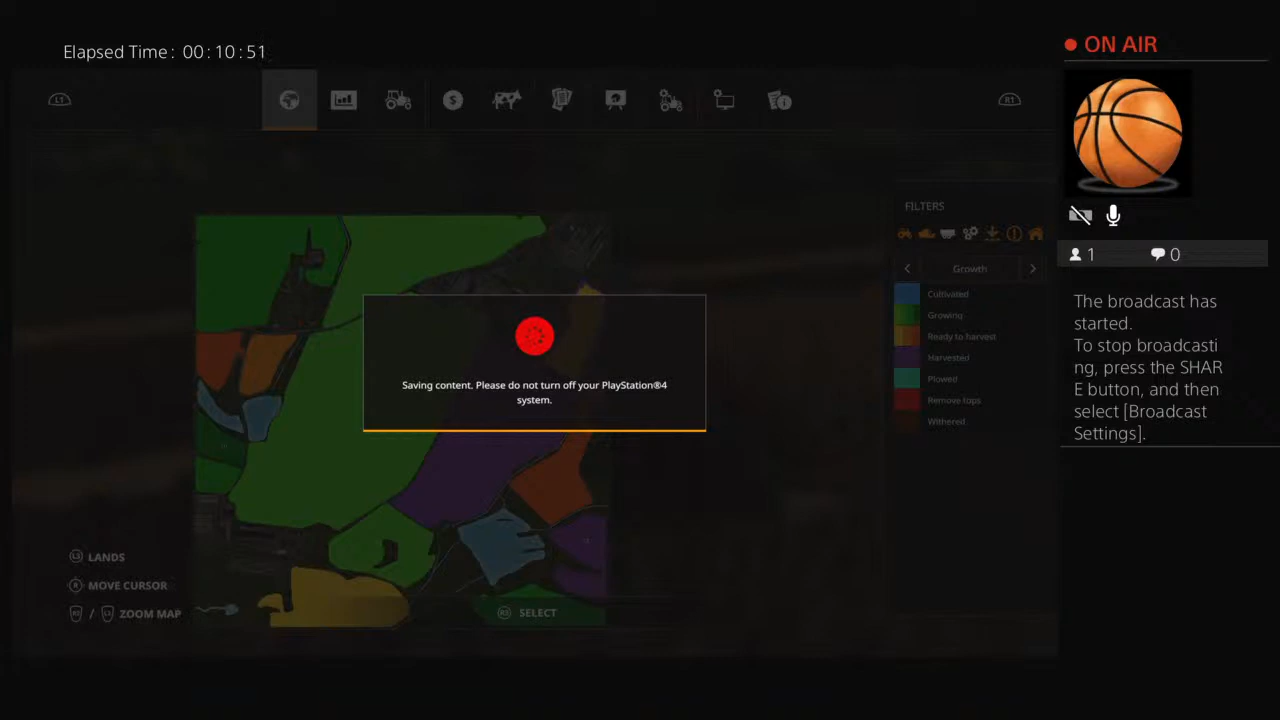 Elapsed Time: 00:10:51
ON AIR
L1
$
R1
1
0
FILTERS
Growth
Cultivated
Growing
Ready to harvest
Harvested
Plowed
Remove tops
Withered
Saving content. Please do not turn off your PlayStation®4
system.
The broadcast has
started.
To stop broadcasti
ng, press the SHAR
E button, and then
select [Broadcast
Settings].
LANDS
R MOVE CURSOR
/ ZOOM MAP
SELECT